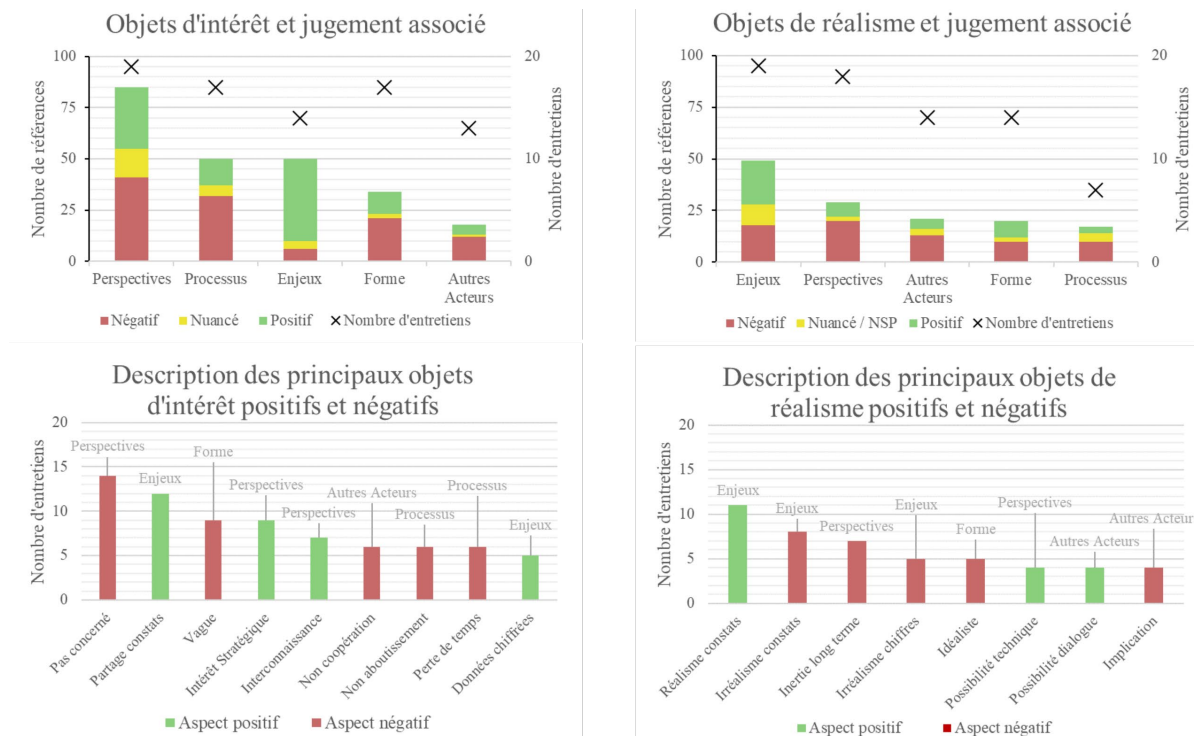 Objets d'intérêt et jugement associé
100
75
50
25
0
Nombre de références
20
10
0
Nombre d'entretiens
Perspectives
Processus
Enjeux
Forme
Autres
Acteurs
Négatif
Nuancé
Positif
Nombre d'entretiens
Objets de réalisme et jugement associé
100
75
50
25
0
Nombre de références
20
10
0
Nombre d'entretiens
Enjeux
Perspectives
Autres
Acteurs
Forme
Processus
Négatif
Nuancé / NSP
Positif
Nombre d'entretiens
Description des principaux objets
d'intérêt positifs et négatifs
20
15
10
5
0
Nombre d'entretiens
Perspectives
Enjeux
Forme
Perspectives
Perspectives
Autres Acteurs
Processus
Processus
Enjeux
Pas concerné
Partage constats
Vague
Intérêt Stratégique
Interconnaissance
Non coopération
Non aboutissement
Perte de temps
Données chiffrées
Aspect positif
Aspect négatif
Description des principaux objets de
réalisme positifs et négatifs
20
15
10
5
0
Nombre d'entretiens
Enjeux
Enjeux
Perspectives
Enjeux
Forme
Perspectives
Autres Acteurs
Autres Acteur
Réalisme constats
Irréalisme constats
Inertie long terme
Irréalisme chiffres
Idéaliste
Possibilité technique
Possibilité dialogue
Implication
Aspect positif
Aspect négatif